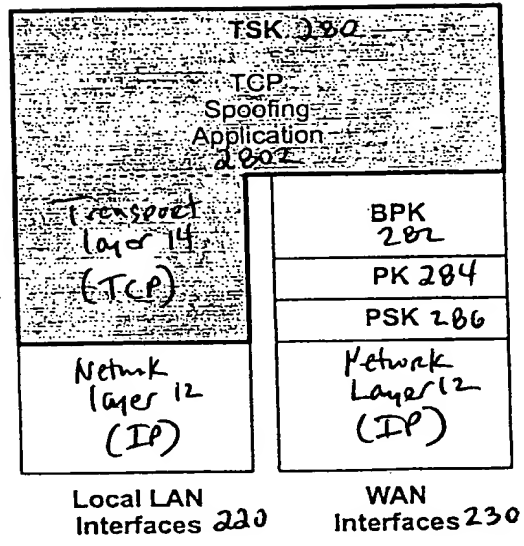 TSK 280
TCP
Spoofing
Application
2802
Transport
layer 14
(TCP)
BPK
282
PK 284
PSK 286
Network
layer 12
(IP)
Network
Layer 12
(IP)
Local LAN
Interfaces 220
WAN
Interfaces 230